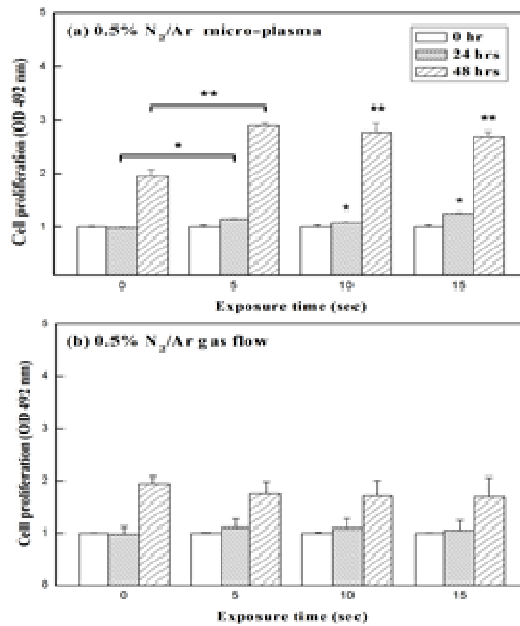 (a) 0.5% N2/Ar micro-plasma
0 hr
24 hrs
48 hrs
Cell proliferation (OD 492 nm)
5
4
3
2
1
**
*
**
*
**
*
0 5 10 15
Exposure time (sec)
(b) 0.5% N2/Ar gas flow
Cell proliferation (OD 492 nm)
5
4
3
2
1
0
0 5 10 15
Exposure time (sec)